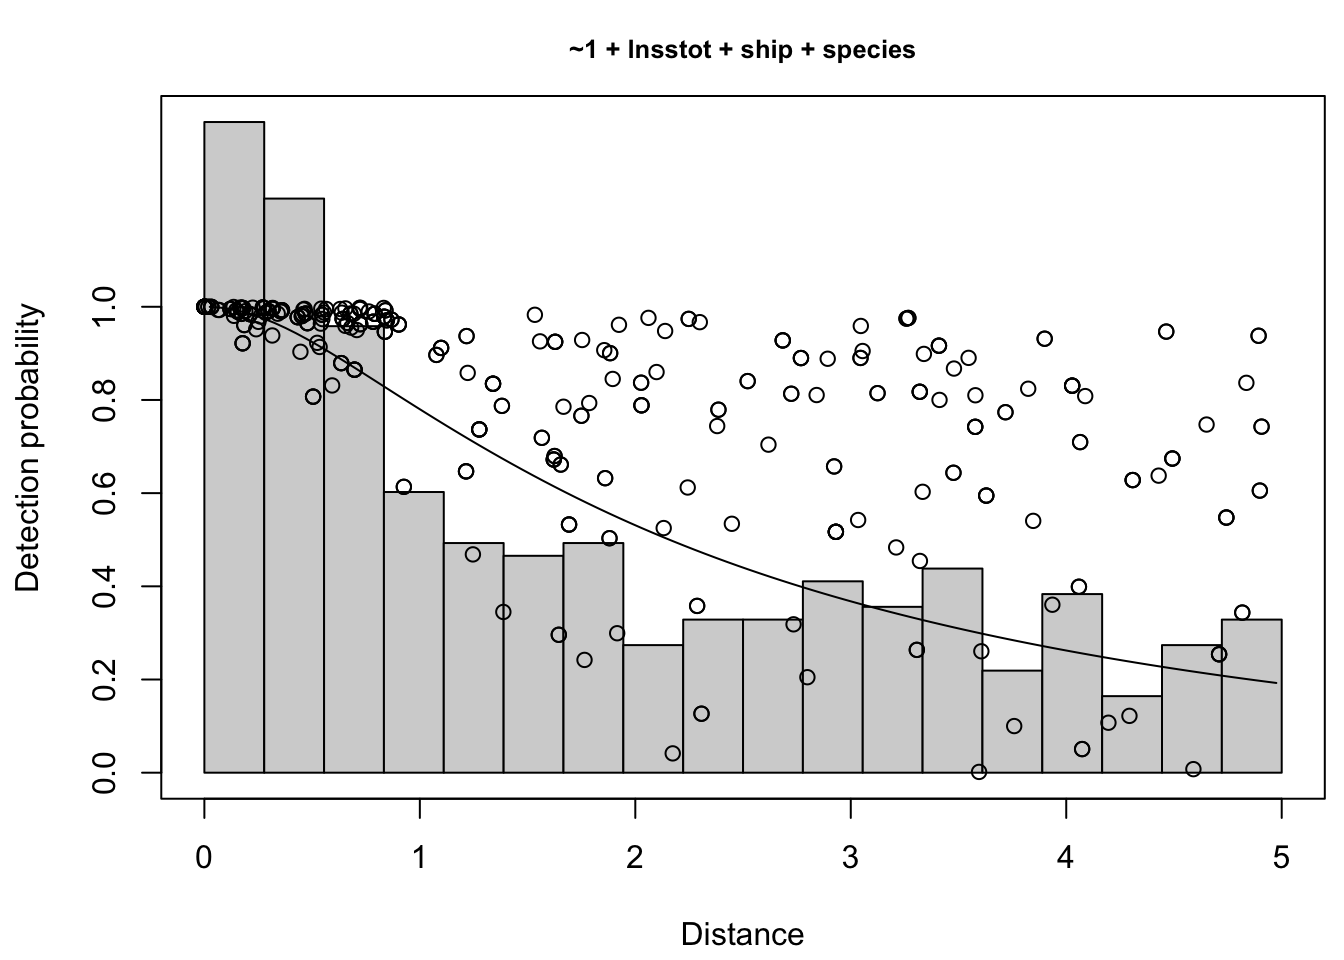 ~1 + lnsstot + ship + species
Detection probability
1.0
0.8
0.6
0.4
0.2
0.0
0 1 2 3 4 5
Distance